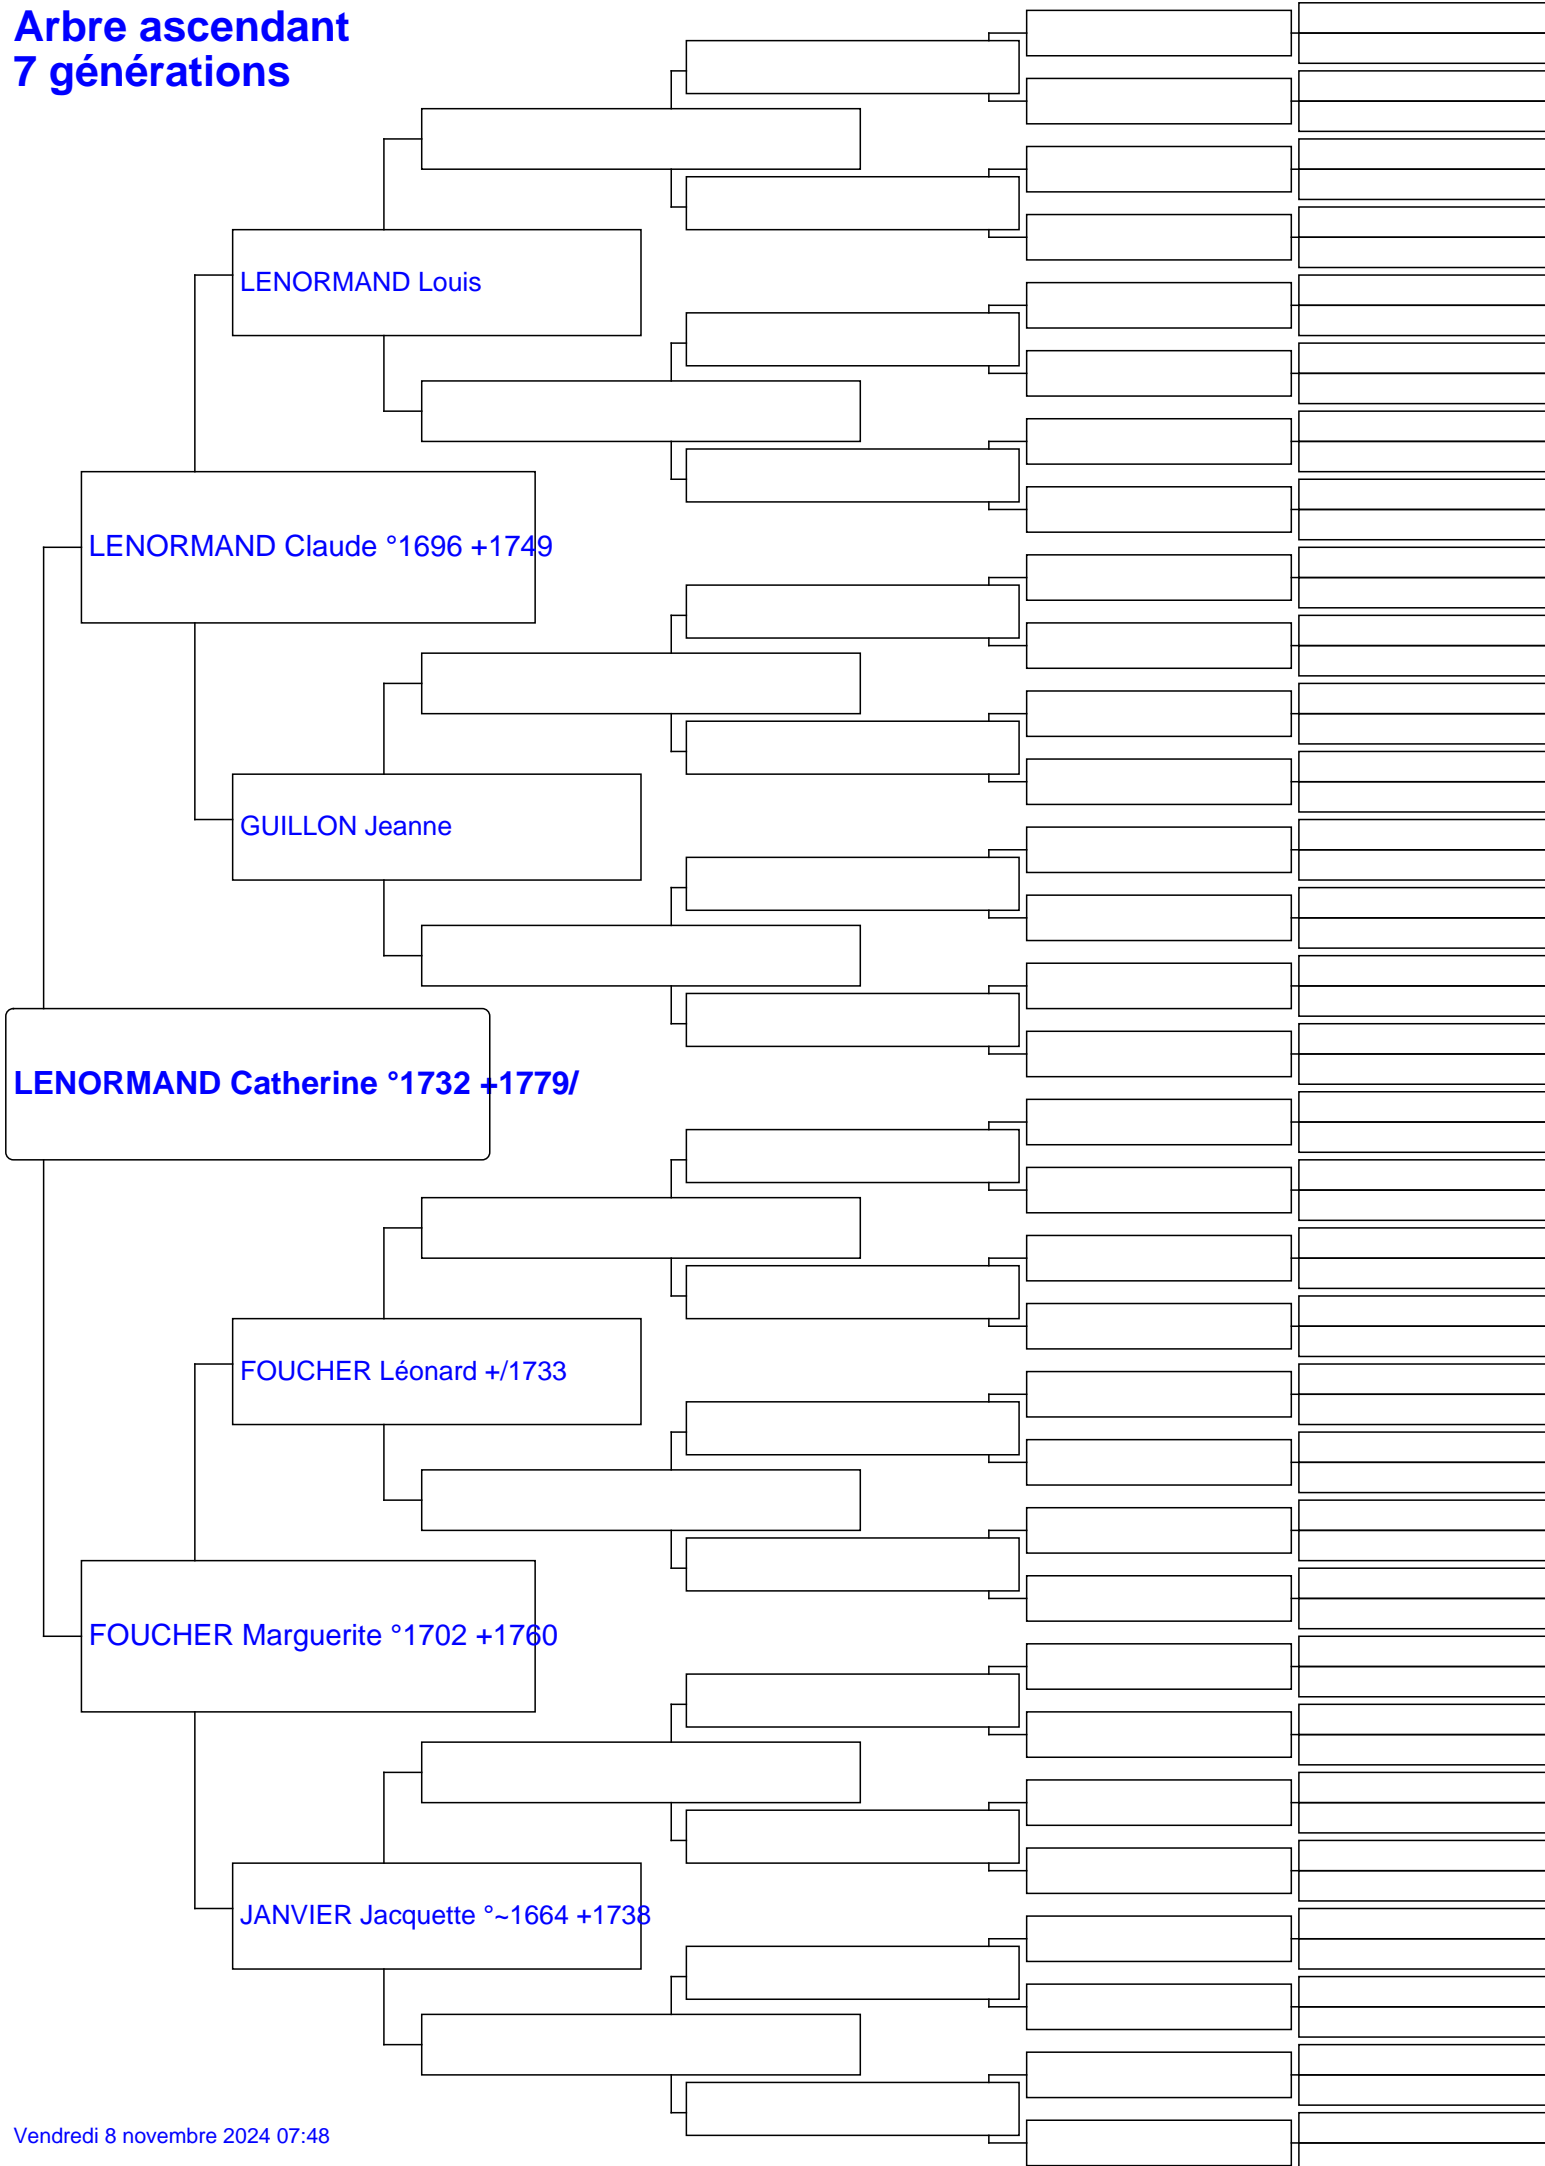 Arbre ascendant
7 générations
LENORMAND Louis
LENORMAND Claude °1696 +1749
GUILLON Jeanne
LENORMAND Catherine °1732 +1779/
FOUCHER Léonard +/1733
FOUCHER Marguerite °1702 +1760
JANVIER Jacquette °~1664 +1738
Vendredi 8 novembre 2024 07:48